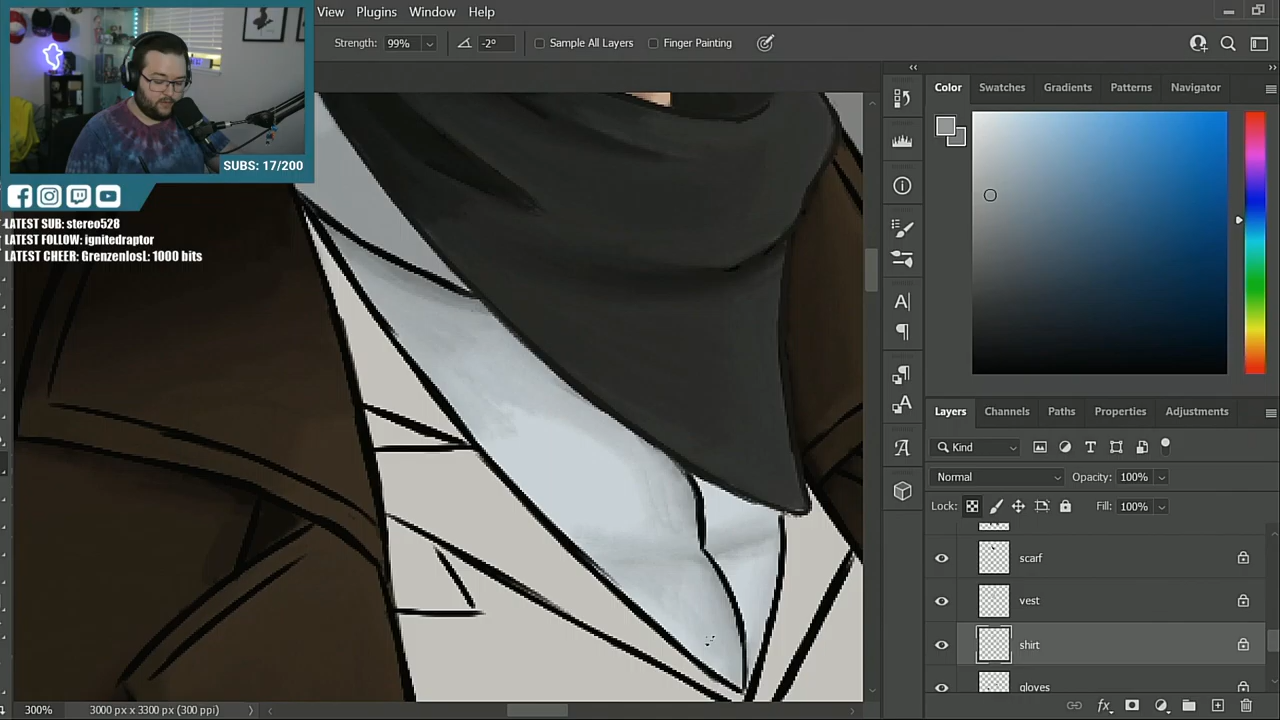 View Plugins Window Help
Strength: 99% -2° Sample All Layers Finger Painting
SUBS: 17/200
LATEST SUB: stereo528
LATEST FOLLOW: ignitedraptor
LATEST CHEER: GrenzenlosL: 1000 bits
Color Swatches Gradients Patterns Navigator
Layers Channels Paths Properties Adjustments
Kind
Normal Opacity: 100%
Lock: Fill: 100%
scarf
vest
shirt
gloves
300% 3000 px x 3300 px (300 ppi)